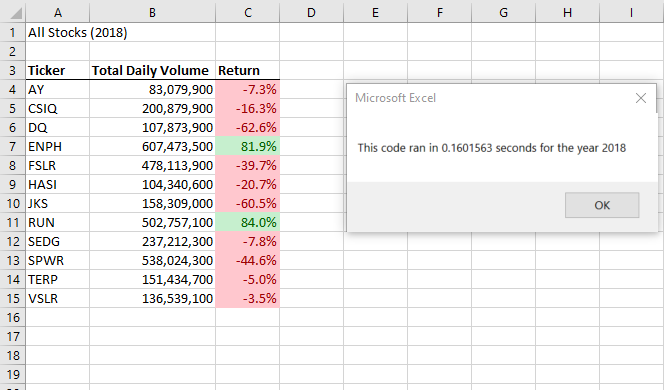 A B C D E F G H I
1 All Stocks (2018)
2
3 Ticker Total Daily Volume Return
4 AY 83,079,900 -7.3%
5 CSIQ 200,879,900 -16.3%
6 DQ 107,873,900 -62.6%
7 ENPH 607,473,500 81.9%
8 FSLR 478,113,900 -39.7%
9 HASI 104,340,600 -20.7%
10 JKS 158,309,000 -60.5%
11 RUN 502,757,100 84.0%
12 SEDG 237,212,300 -7.8%
13 SPWR 538,024,300 -44.6%
14 TERP 151,434,700 -5.0%
15 VSLR 136,539,100 -3.5%
16
17
18
19
Microsoft Excel
This code ran in 0.1601563 seconds for the year 2018
OK